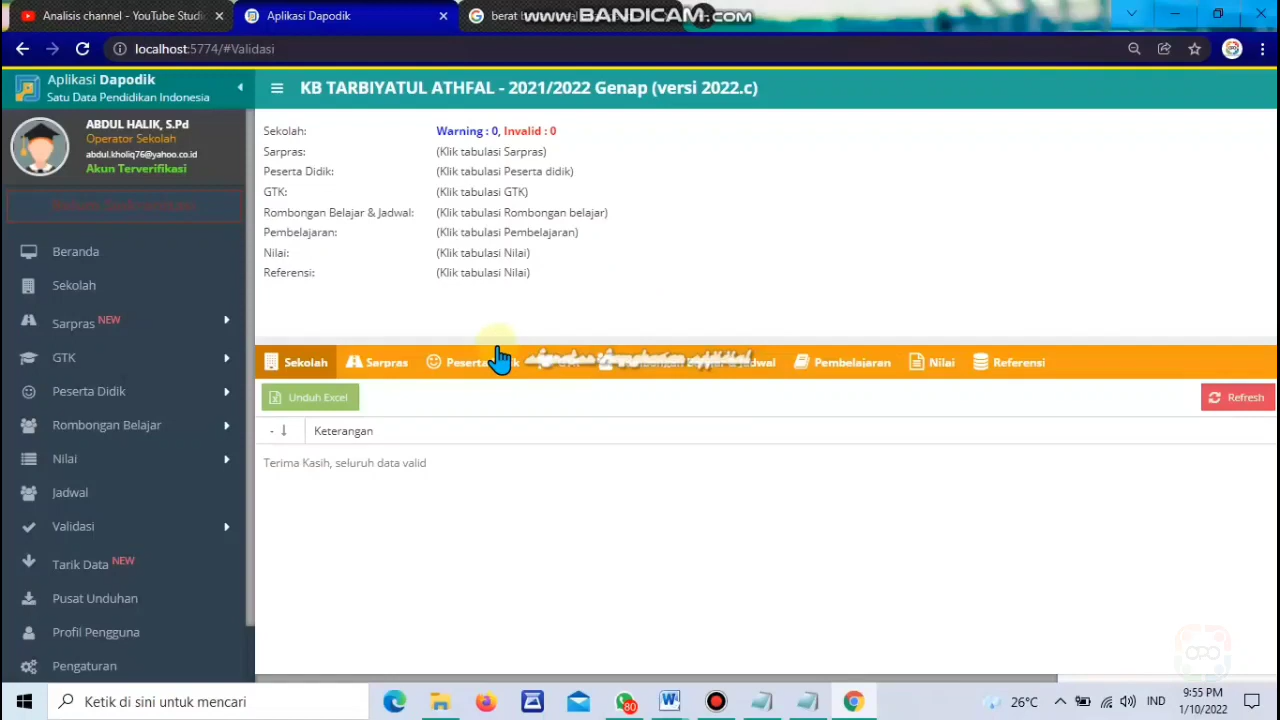 Analisis channel - YouTube Studi
Aplikasi Dapodik
berat b
www.BANDICAM.com
localhost:5774/#Validasi
Aplikasi Dapodik
Satu Data Pendidikan Indonesia
KB TARBIYATUL ATHFAL - 2021/2022 Genap (versi 2022.c)
ABDUL HALIK, S.Pd
Operator Sekolah
abdul.kholiq76@yahoo.co.id
Akun Terverifikasi
Beranda
Sekolah
Sarpras NEW
GTK
Peserta Didik
Rombongan Belajar
Nilai
Jadwal
Validasi
Tarik Data NEW
Pusat Unduhan
Profil Pengguna
Pengaturan
Sekolah: Warning : 0, Invalid : 0
Sarpras: (Klik tabulasi Sarpras)
Peserta Didik: (Klik tabulasi Peserta didik)
GTK: (Klik tabulasi GTK)
Rombongan Belajar & Jadwal: (Klik tabulasi Rombongan belajar)
Pembelajaran: (Klik tabulasi Pembelajaran)
Nilai: (Klik tabulasi Nilai)
Referensi: (Klik tabulasi Nilai)
Sekolah Sarpras Peserta Pembelajaran Nilai Referensi
Unduh Excel Refresh
- ↓ Keterangan
Terima Kasih, seluruh data valid
OPO
Ketik di sini untuk mencari
80
26°C
IND
9:55 PM
1/10/2022